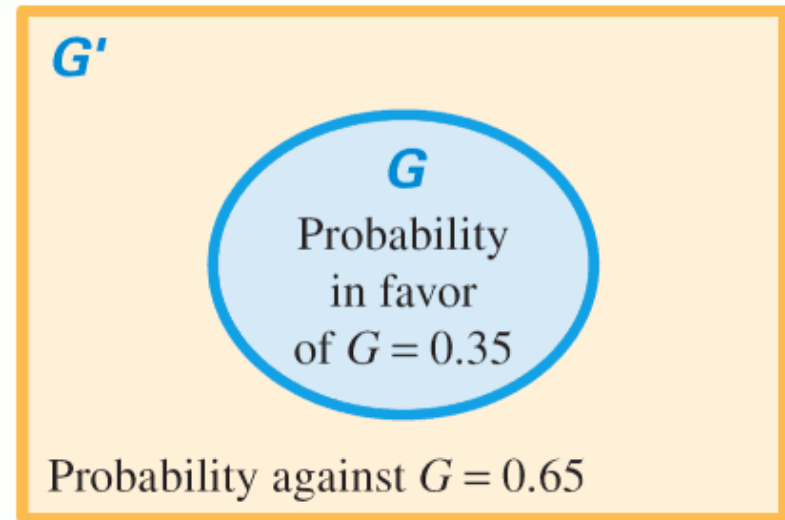 G'
G
Probability
in favor
of G = 0.35
Probability against G = 0.65